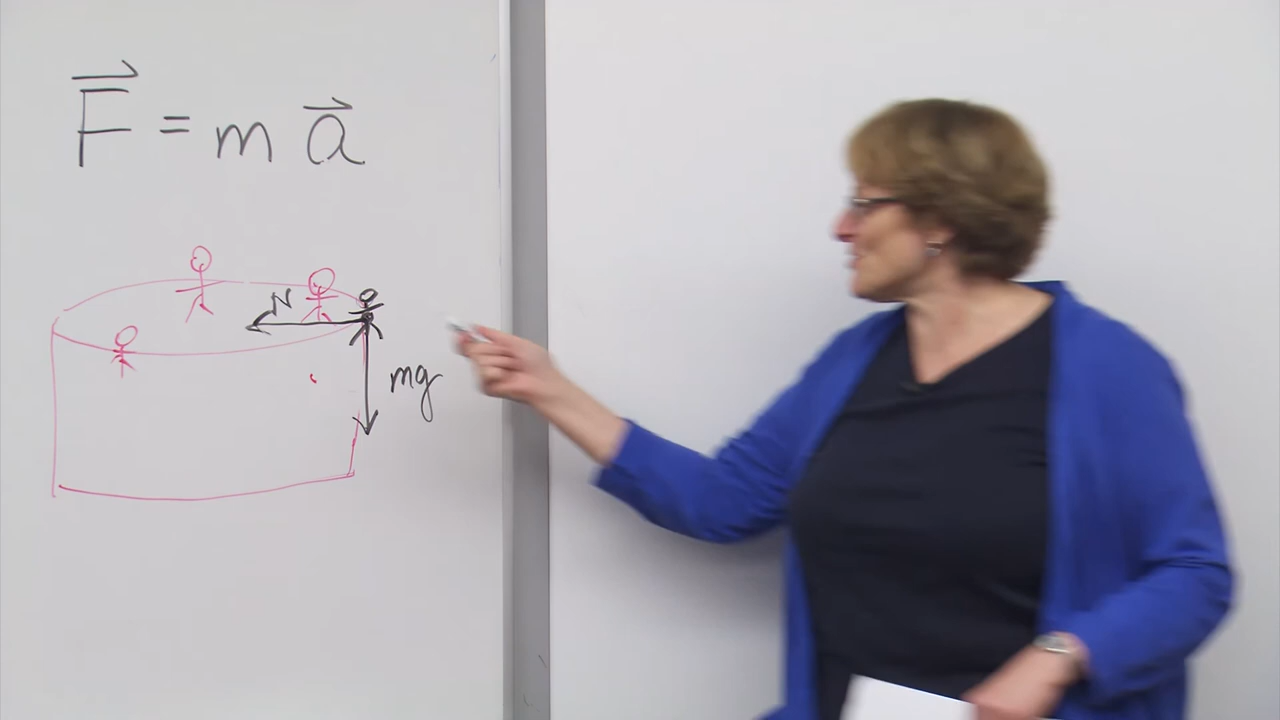 F⃗ = m a⃗
N
mg